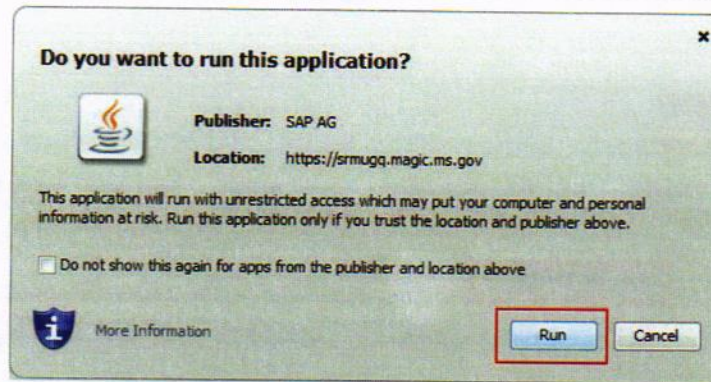 Do you want to run this application?
Publisher: SAP AG
Location: https://srmugq.magic.ms.gov
This application will run with unrestricted access which may put your computer and personal
information at risk. Run this application only if you trust the location and publisher above.
Do not show this again for apps from the publisher and location above
More Information
Run
Cancel